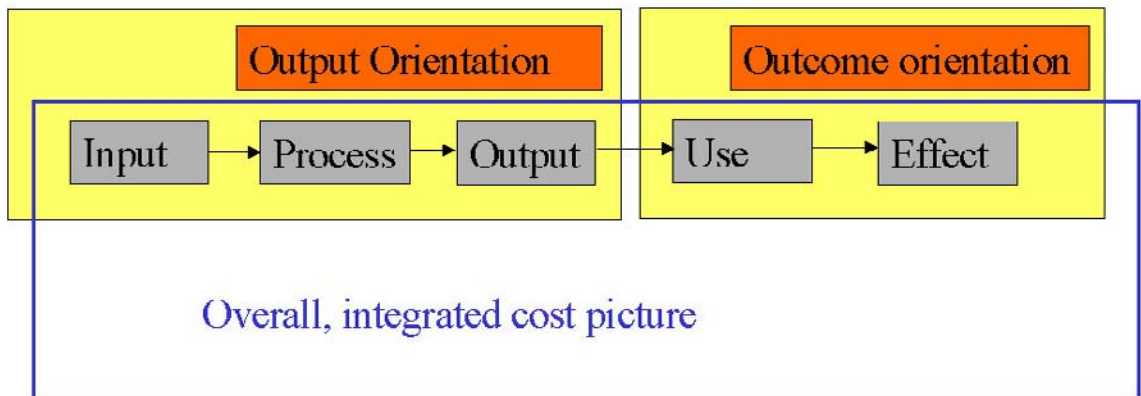 Output Orientation
Outcome orientation
Input
Process
Output
Use
Effect
Overall, integrated cost picture